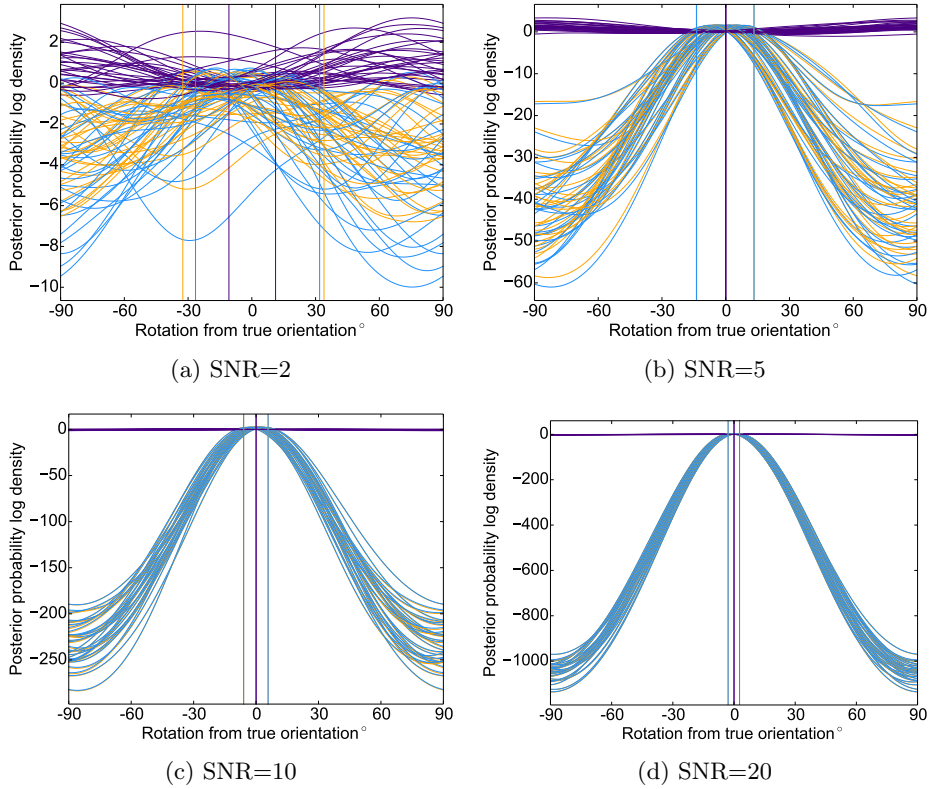 Posterior probability log density
2
0
−2
−4
−6
−8
−10
-90 -60 -30 0 30 60 90
Rotation from true orientation°
(a) SNR=2
Posterior probability log density
0
−10
−20
−30
−40
−50
−60
-90 -60 -30 0 30 60 90
Rotation from true orientation°
(b) SNR=5
Posterior probability log density
0
−50
−100
−150
−200
−250
-90 -60 -30 0 30 60 90
Rotation from true orientation°
(c) SNR=10
Posterior probability log density
0
−200
−400
−600
−800
−1000
-90 -60 -30 0 30 60 90
Rotation from true orientation°
(d) SNR=20